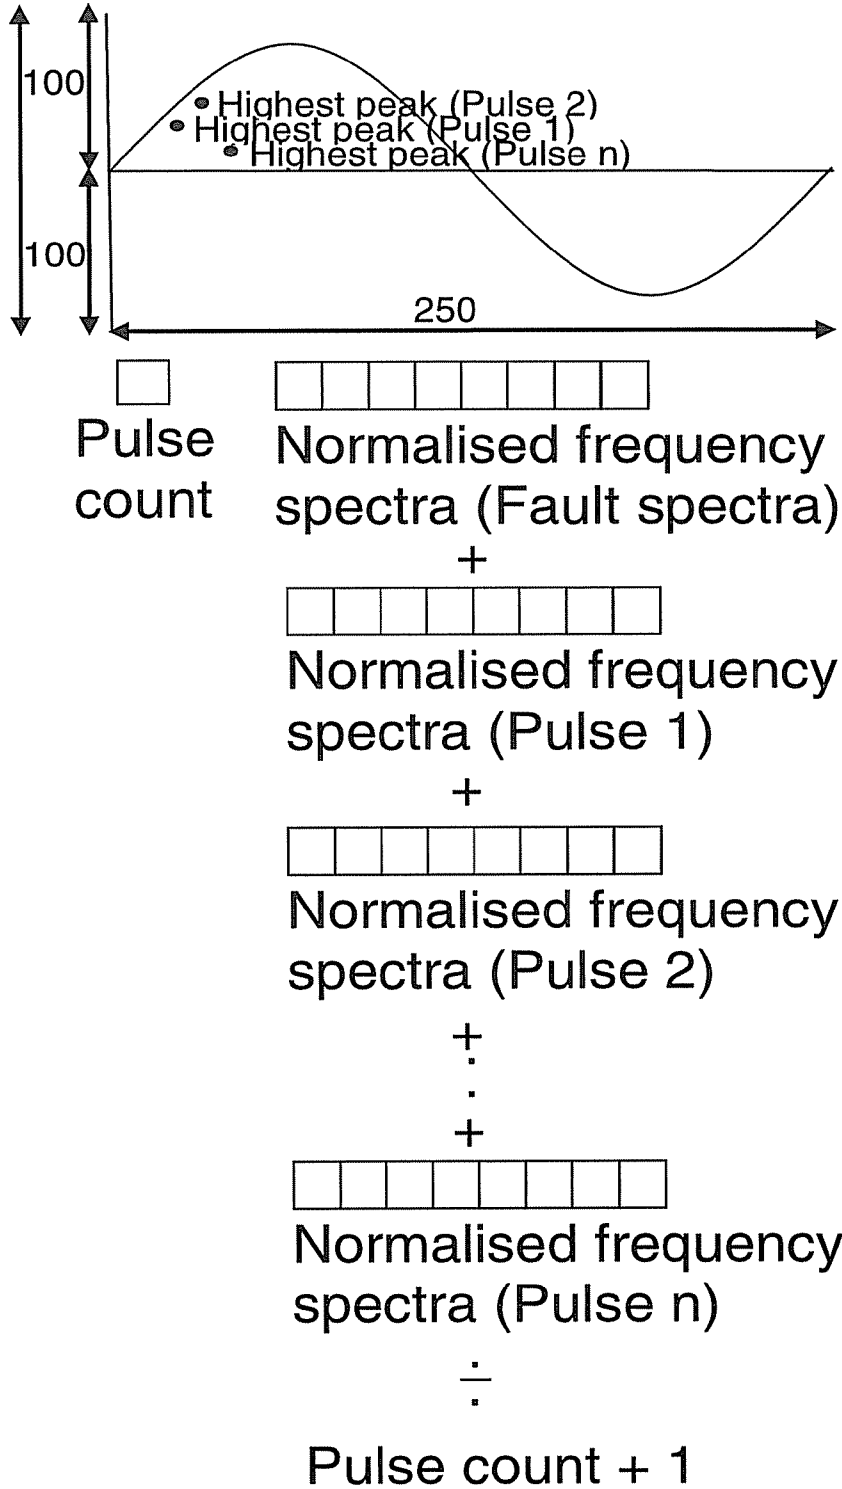 100
Highest peak (Pulse 2)
Highest peak (Pulse 1)
Highest peak (Pulse n)
100
250
Pulse
count
Normalised frequency
spectra (Fault spectra)
+
Normalised frequency
spectra (Pulse 1)
+
Normalised frequency
spectra (Pulse 2)
+
.
.
+
Normalised frequency
spectra (Pulse n)
÷
Pulse count + 1